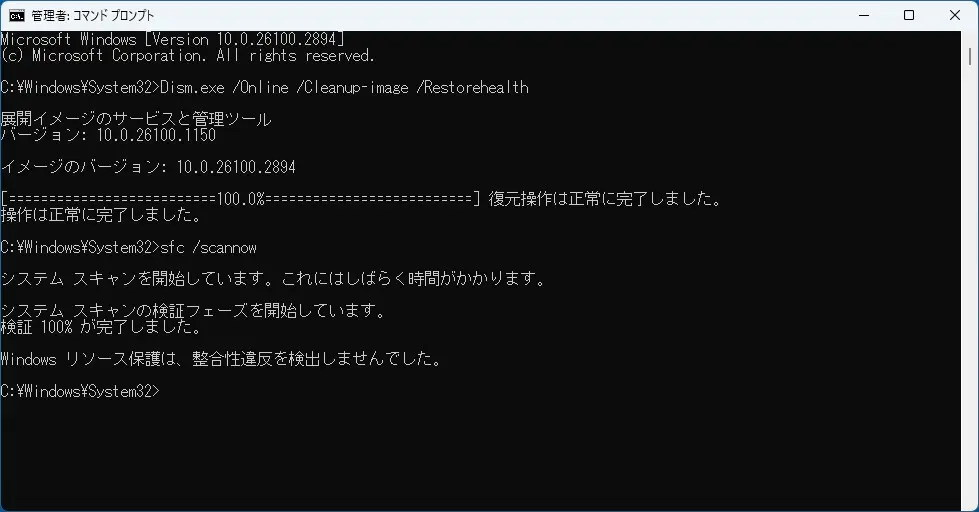 管理者: コマンド プロンプト
Microsoft Windows [Version 10.0.26100.2894]
(c) Microsoft Corporation. All rights reserved.
C:¥Windows¥System32>Dism.exe /Online /Cleanup-image /Restorehealth
展開イメージのサービスと管理ツール
バージョン: 10.0.26100.1150
イメージのバージョン: 10.0.26100.2894
[==========================100.0%==========================] 復元操作は正常に完了しました。
操作は正常に完了しました。
C:¥Windows¥System32>sfc /scannow
システム スキャンを開始しています。これにはしばらく時間がかかります。
システム スキャンの検証フェーズを開始しています。
検証 100% が完了しました。
Windows リソース保護は、整合性違反を検出しませんでした。
C:¥Windows¥System32>